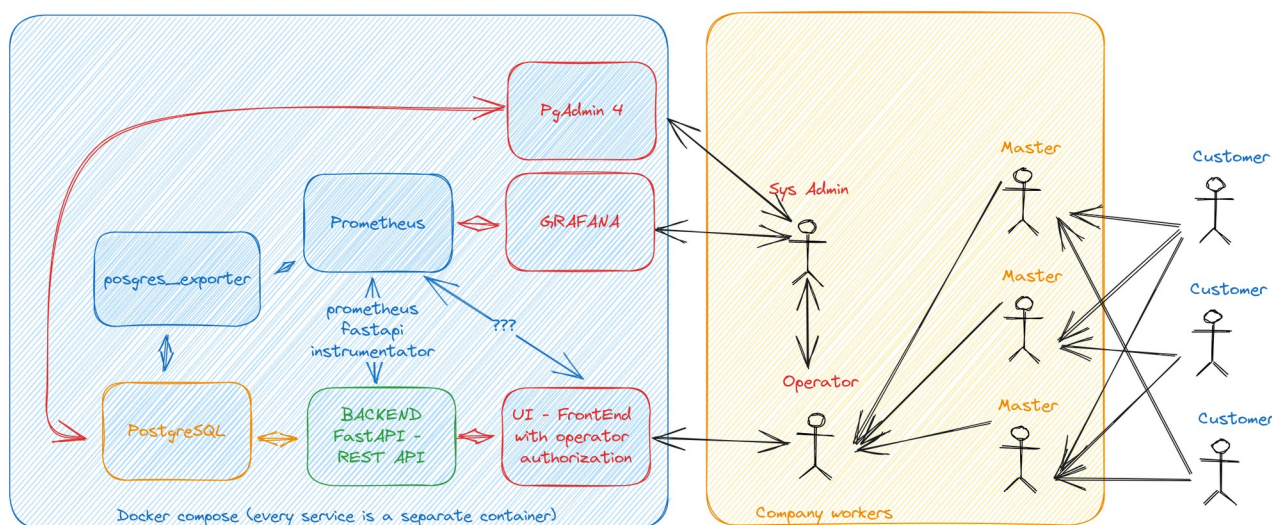 PgAdmin 4
Prometheus
GRAFANA
posgres_exporter
prometheus
fastapi
instrumentator
???
PostgreSQL
BACKEND
FastAPI -
REST API
UI - FrontEnd
with operator
authorization
Docker compose (every service is a separate container)
Sys Admin
Operator
Master
Master
Master
Company workers
Customer
Customer
Customer